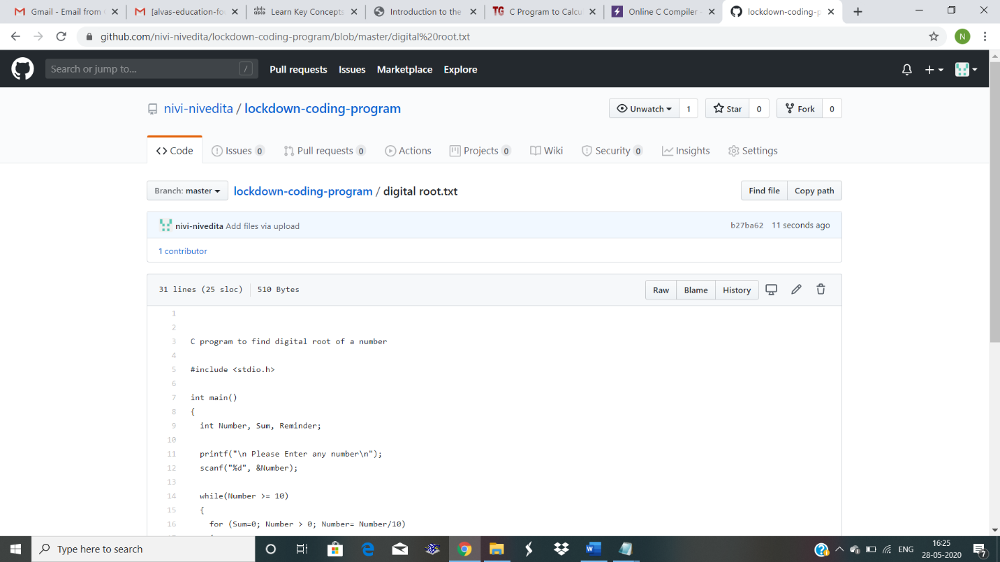 Gmail - Email from
[alvas-education-fo
cisco Learn Key Concepts
Introduction to the
TG C Program to Calcu
Online C Compiler -
lockdown-coding-p
github.com/nivi-nivedita/lockdown-coding-program/blob/master/digital%20root.txt
N
Search or jump to... /
Pull requests Issues Marketplace Explore
nivi-nivedita / lockdown-coding-program
Unwatch 1 Star 0 Fork 0
Code Issues 0 Pull requests 0 Actions Projects 0 Wiki Security 0 Insights Settings
Branch: master lockdown-coding-program / digital root.txt Find file Copy path
nivi-nivedita Add files via upload b27ba62 11 seconds ago
1 contributor
31 lines (25 sloc) 510 Bytes Raw Blame History
1
2
3 C program to find digital root of a number
4
5 #include <stdio.h>
6
7 int main()
8 {
9 int Number, Sum, Reminder;
10
11 printf("\n Please Enter any number\n");
12 scanf("%d", &Number);
13
14 while(Number >= 10)
15 {
16 for (Sum=0; Number > 0; Number= Number/10)
Type here to search
ENG
16:25
28-05-2020
7